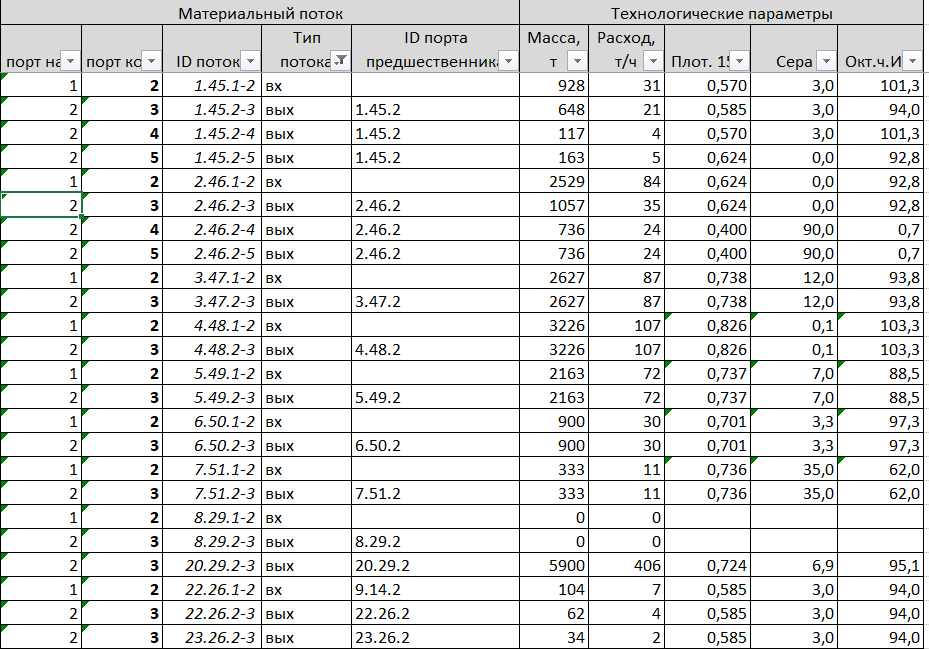 Материальный поток Технологические параметры
Тип ID порта Масса, Расход,
порт на порт ко ID поток потока предшественника т т/ч Плот. 15 Сера Окт.ч.И
1 2 1.45.1-2 вх 928 31 0,570 3,0 101,3
2 3 1.45.2-3 вых 1.45.2 648 21 0,585 3,0 94,0
2 4 1.45.2-4 вых 1.45.2 117 4 0,570 3,0 101,3
2 5 1.45.2-5 вых 1.45.2 163 5 0,624 0,0 92,8
1 2 2.46.1-2 вх 2529 84 0,624 0,0 92,8
2 3 2.46.2-3 вых 2.46.2 1057 35 0,624 0,0 92,8
2 4 2.46.2-4 вых 2.46.2 736 24 0,400 90,0 0,7
2 5 2.46.2-5 вых 2.46.2 736 24 0,400 90,0 0,7
1 2 3.47.1-2 вх 2627 87 0,738 12,0 93,8
2 3 3.47.2-3 вых 3.47.2 2627 87 0,738 12,0 93,8
1 2 4.48.1-2 вх 3226 107 0,826 0,1 103,3
2 3 4.48.2-3 вых 4.48.2 3226 107 0,826 0,1 103,3
1 2 5.49.1-2 вх 2163 72 0,737 7,0 88,5
2 3 5.49.2-3 вых 5.49.2 2163 72 0,737 7,0 88,5
1 2 6.50.1-2 вх 900 30 0,701 3,3 97,3
2 3 6.50.2-3 вых 6.50.2 900 30 0,701 3,3 97,3
1 2 7.51.1-2 вх 333 11 0,736 35,0 62,0
2 3 7.51.2-3 вых 7.51.2 333 11 0,736 35,0 62,0
1 2 8.29.1-2 вх 0 0
2 3 8.29.2-3 вых 8.29.2 0 0
2 3 20.29.2-3 вых 20.29.2 5900 406 0,724 6,9 95,1
1 2 22.26.1-2 вх 9.14.2 104 7 0,585 3,0 94,0
2 3 22.26.2-3 вых 22.26.2 62 4 0,585 3,0 94,0
2 3 23.26.2-3 вых 23.26.2 34 2 0,585 3,0 94,0